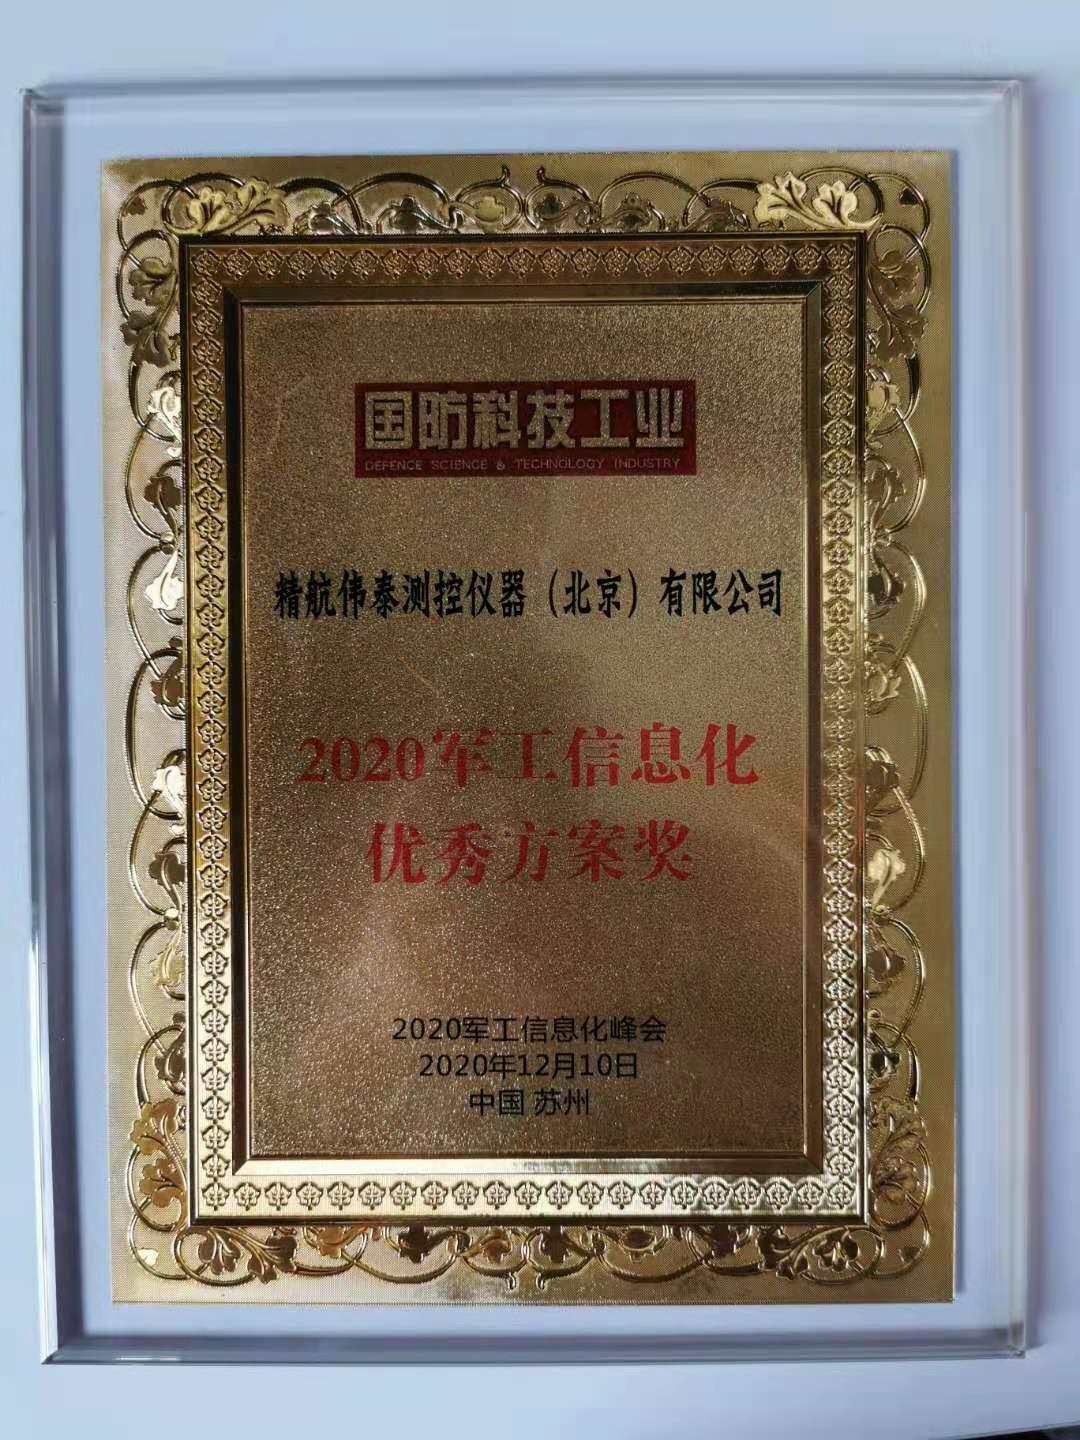 国防科技工业
DEFENCE SCIENCE & TECHNOLOGY INDUSTRY
精航伟泰测控仪器（北京）有限公司
2020军工信息化
优秀方案奖
2020军工信息化峰会
2020年12月10日
中国 苏州